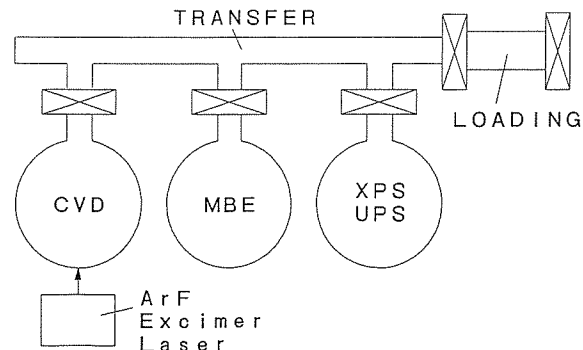 TRANSFER
LOADING
CVD
MBE
XPS
UPS
ArF
Excimer
Laser